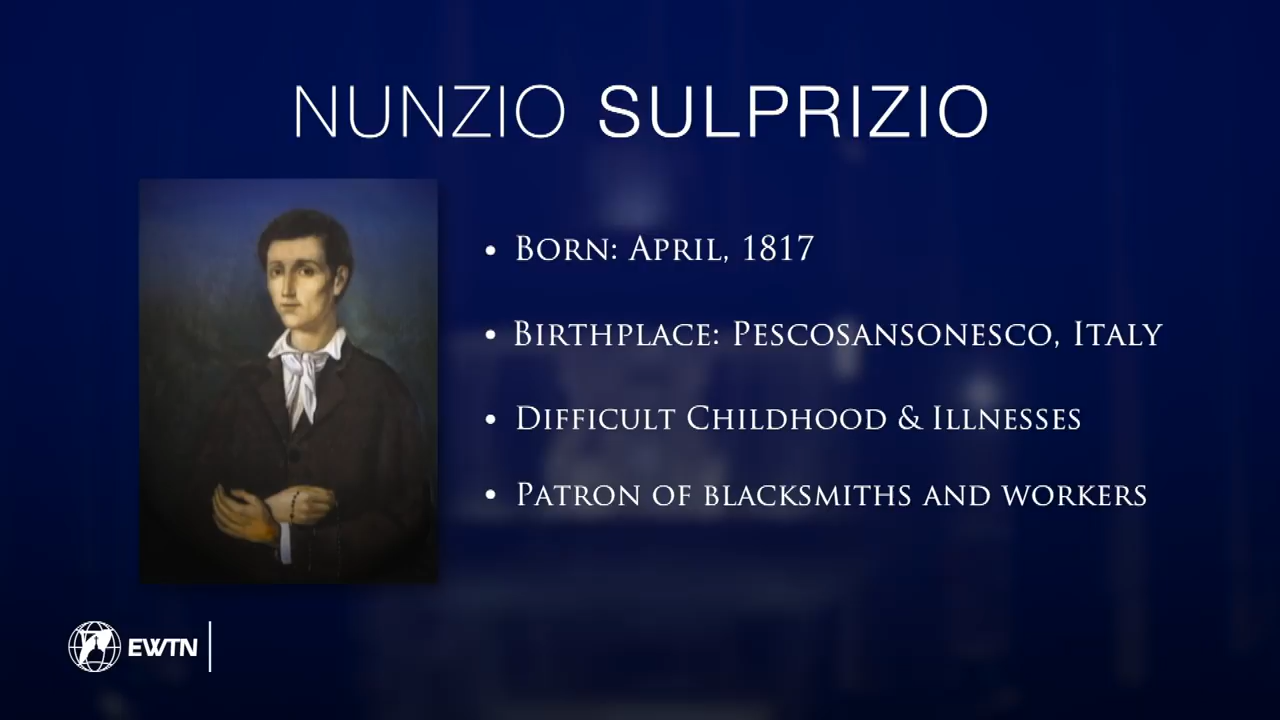 NUNZIO SULPRIZIO
• BORN: APRIL, 1817
• BIRTHPLACE: PESCOSANSONESCO, ITALY
• DIFFICULT CHILDHOOD & ILLNESSES
• PATRON OF BLACKSMITHS AND WORKERS
EWTN